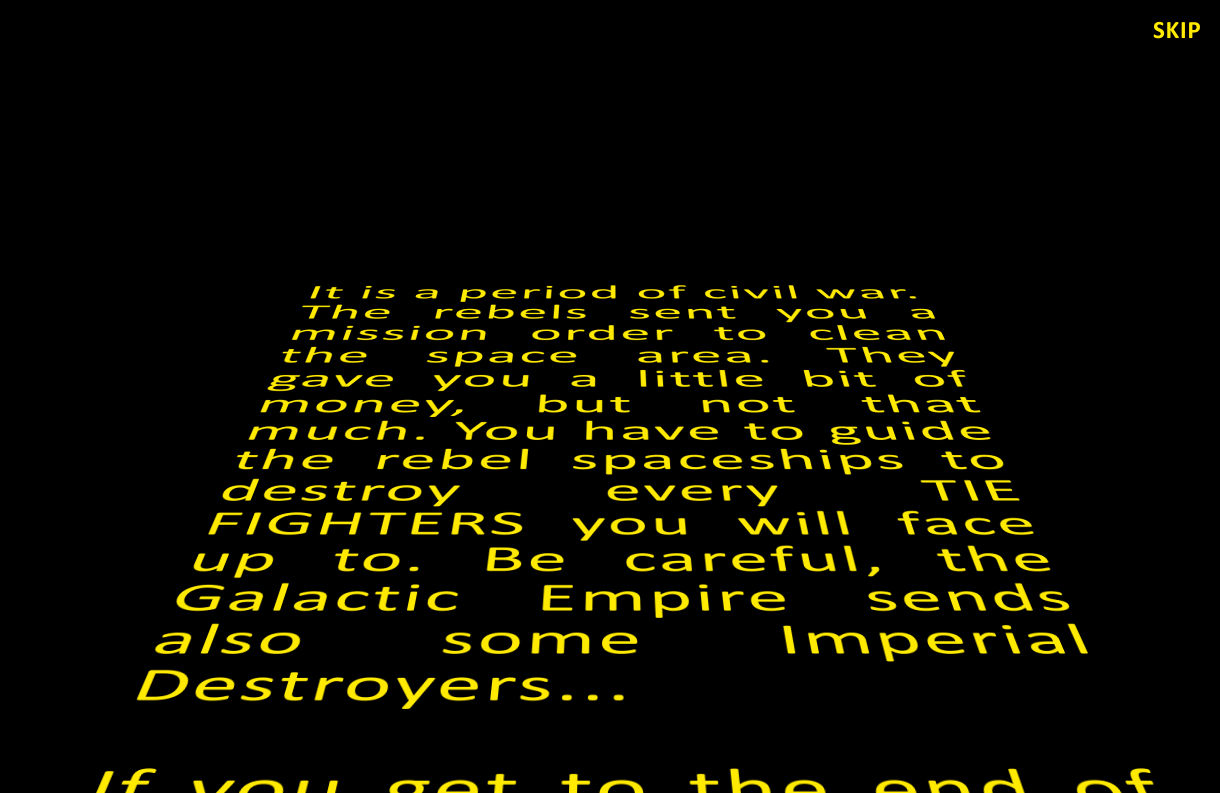 SKIP
It is a period of civil war.
The rebels sent you a
mission order to clean
the space area. They
gave you a little bit of
money, but not that
much. You have to guide
the rebel spaceships to
destroy every TIE
FIGHTERS you will face
up to. Be careful, the
Galactic Empire sends
also some Imperial
Destroyers...
If you get to the end of